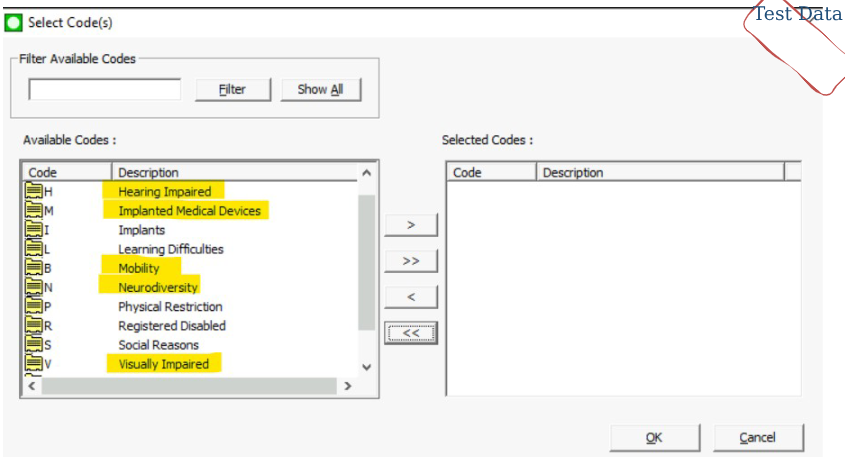 Select Code(s)
Test Data
Filter Available Codes
Filter
Show All
Available Codes :
Selected Codes :
Code Description
Code Description
H Hearing Impaired
M Implanted Medical Devices
I Implants
L Learning Difficulties
B Mobility
N Neurodiversity
P Physical Restriction
R Registered Disabled
S Social Reasons
V Visually Impaired
>
>>
<
<<
OK
Cancel